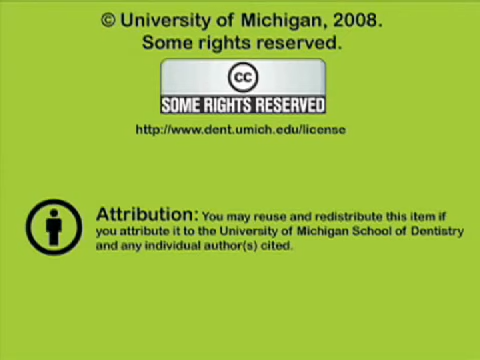 © University of Michigan, 2008.
Some rights reserved.
cc
SOME RIGHTS RESERVED
http://www.dent.umich.edu/license
Attribution: You may reuse and redistribute this item if
you attribute it to the University of Michigan School of Dentistry
and any individual author(s) cited.